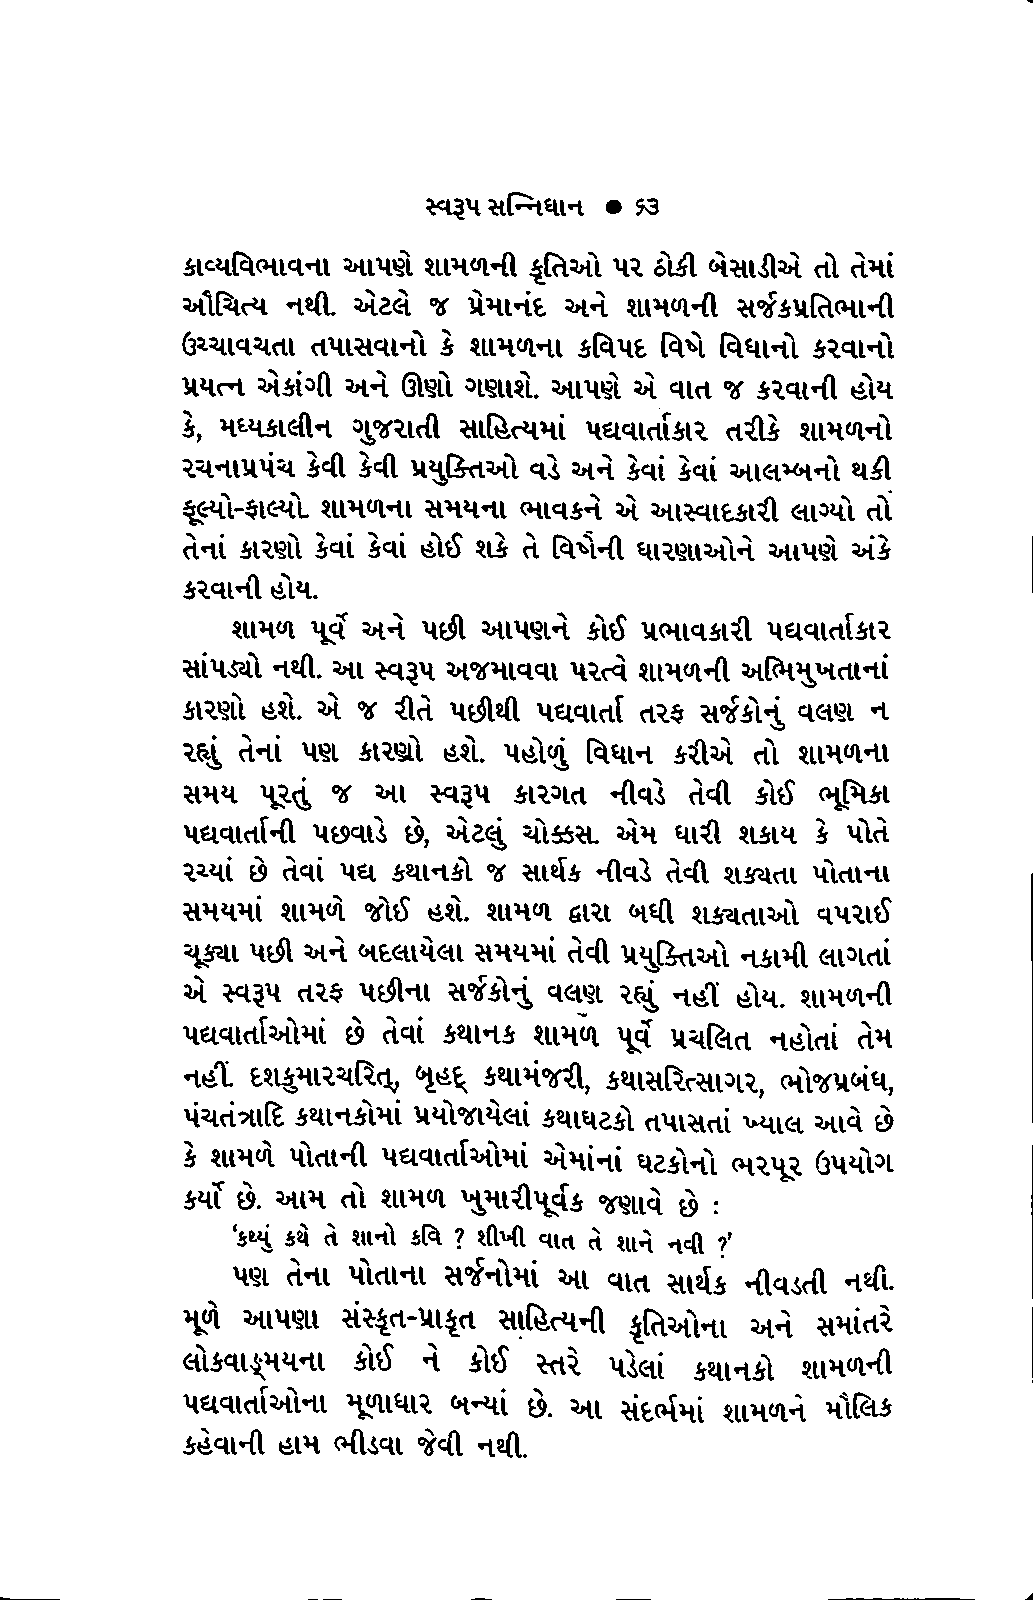 સ્વરૂપ સન્નિધાન ● ૬૩
કાવ્યવિભાવના આપણે શામળની કૃતિઓ પર ઠોકી બેસાડીએ તો તેમાં
ઔચિત્ય નથી. એટલે જ પ્રેમાનંદ અને શામળની સર્જકપ્રતિભાની
ઉચ્ચાવચતા તપાસવાનો કે શામળના કવિપદ વિષે વિધાનો કરવાનો
પ્રયત્ન એકાંગી અને ઊણો ગણાશે. આપણે એ વાત જ કરવાની હોય
કે, મધ્યકાલીન ગુજરાતી સાહિત્યમાં પદ્યવાર્તાકાર તરીકે શામળનો
રચનાપ્રપંચ કેવી કેવી પ્રયુક્તિઓ વડે અને કેવાં કેવાં આલમ્બનો થકી
ફૂલ્યો-ફાલ્યો. શામળના સમયના ભાવકને એ આસ્વાદકારી લાગ્યો તો
તેનાં કારણો કેવાં કેવાં હોઈ શકે તે વિષેની ધારણાઓને આપણે અંકે
કરવાની હોય.
શામળ પૂર્વે અને પછી આપણને કોઈ પ્રભાવકારી પદ્યવાર્તાકાર
સાંપડ્યો નથી. આ સ્વરૂપ અજમાવવા પરત્વે શામળની અભિમુખતાનાં
કારણો હશે. એ જ રીતે પછીથી પદ્યવાર્તા તરફ સર્જકોનું વલણ ન
રહ્યું તેનાં પણ કારણો હશે. પહોળું વિધાન કરીએ તો શામળના
સમય પૂરતું જ આ સ્વરૂપ કારગત નીવડે તેવી કોઈ ભૂમિકા
પદ્યવાર્તાની પછવાડે છે, એટલું ચોક્કસ. એમ ધારી શકાય કે પોતે
રચ્યાં છે તેવાં પદ્ય કથાનકો જ સાર્થક નીવડે તેવી શક્યતા પોતાના
સમયમાં શામળે જોઈ હશે. શામળ દ્વારા બધી શક્યતાઓ વપરાઈ
ચૂક્યા પછી અને બદલાયેલા સમયમાં તેવી પ્રયુક્તિઓ નકામી લાગતાં
એ સ્વરૂપ તરફ પછીના સર્જકોનું વલણ રહ્યું નહીં હોય. શામળની
પદ્યવાર્તાઓમાં છે તેવાં કથાનક શામળ પૂર્વે પ્રચલિત નહોતાં તેમ
નહીં. દશકુમારચરિત્, બૃહદ્ કથામંજરી, કથાસરિત્સાગર, ભોજપ્રબંધ,
પંચતંત્રાદિ કથાનકોમાં પ્રયોજાયેલાં કથાઘટકો તપાસતાં ખ્યાલ આવે છે
કે શામળે પોતાની પદ્યવાર્તાઓમાં એમાંનાં ઘટકોનો ભરપૂર ઉપયોગ
કર્યો છે. આમ તો શામળ ખુમારીપૂર્વક જણાવે છે :
‘કથ્યું કથે તે શાનો કવિ ? શીખી વાત તે શાને નવી ?’
પણ તેના પોતાના સર્જનોમાં આ વાત સાર્થક નીવડતી નથી.
મૂળે આપણા સંસ્કૃત-પ્રાકૃત સાહિત્યની કૃતિઓના અને સમાંતરે
લોકવાઙ્મયના કોઈ ને કોઈ સ્તરે પડેલાં કથાનકો શામળની
પદ્યવાર્તાઓના મૂળાધાર બન્યાં છે. આ સંદર્ભમાં શામળને મૌલિક
કહેવાની હામ ભીડવા જેવી નથી.